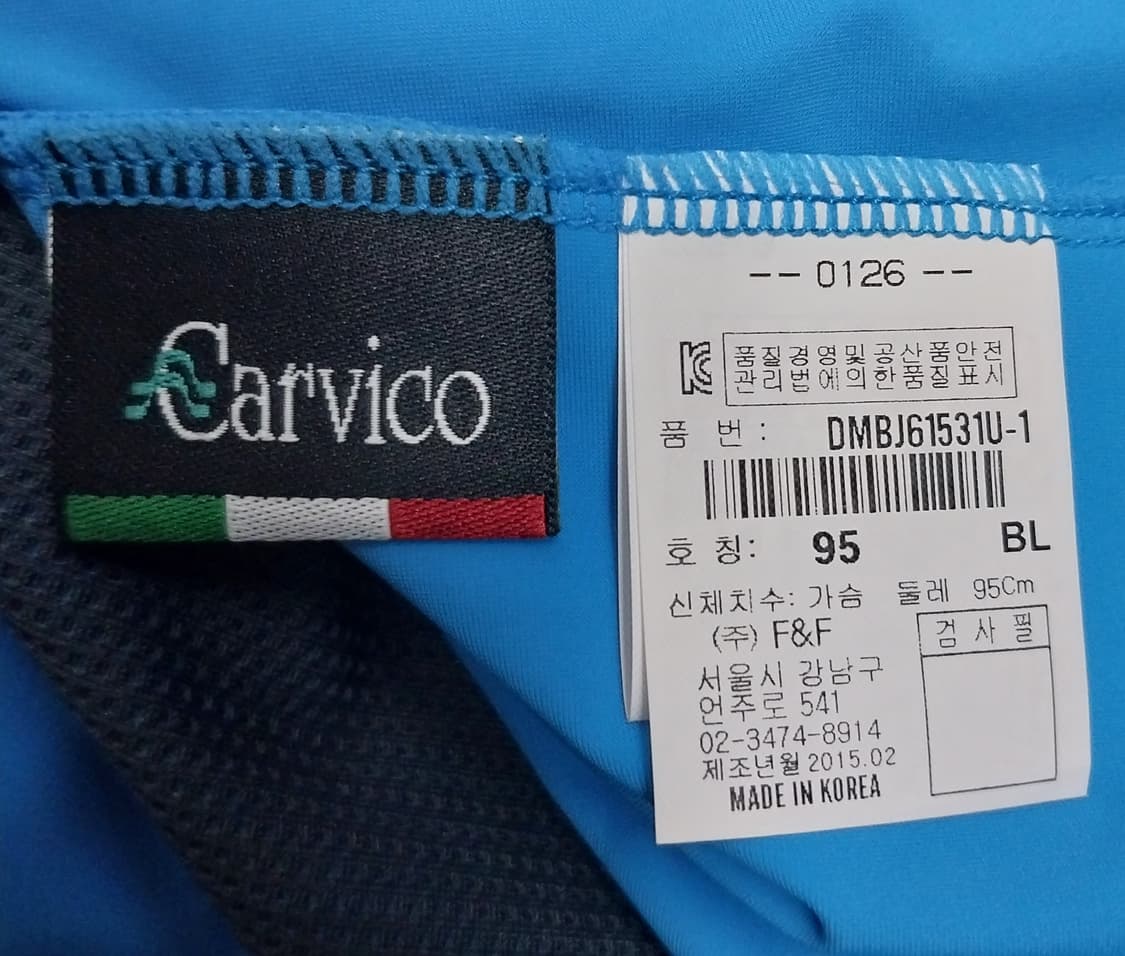 Carvico
-- 0126 --
품질경영및공산품안전
관리법에의한품질표시
품 번 : DMBJ61531U-1
호 칭: 95 BL
신체치수: 가슴 둘레 95Cm
(주) F&F
검 사 필
서울시 강남구
언주로 541
02-3474-8914
제조년월 2015.02
MADE IN KOREA